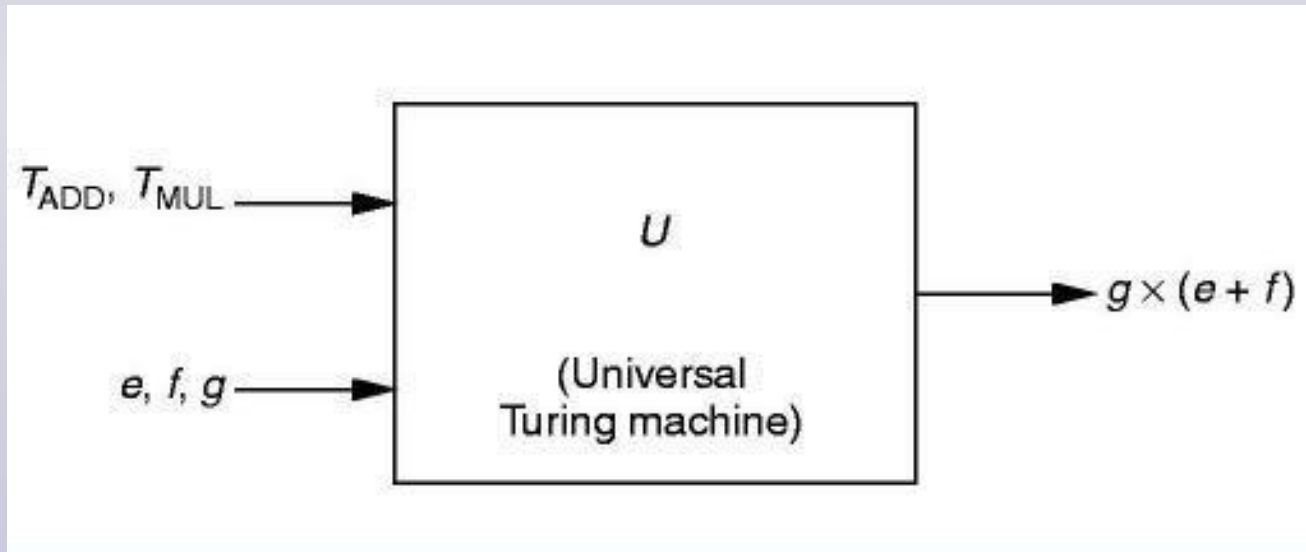 T_ADD, T_MUL
U
g × (e + f)
e, f, g
(Universal
Turing machine)